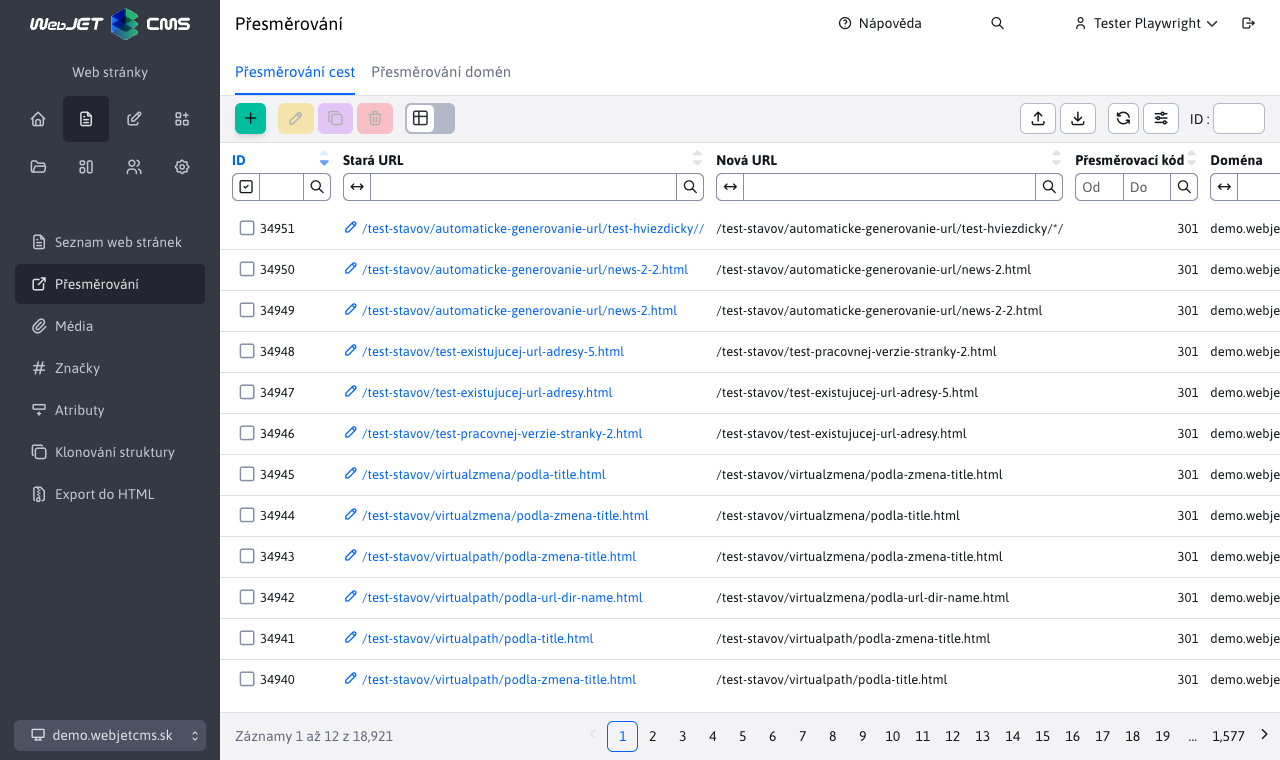 WebJET CMS
Přesměrování
Nápověda
Tester Playwright
Web stránky
Přesměrování cest
Přesměrování domén
ID :
Seznam web stránek
Přesměrování
Média
Značky
Atributy
Klonování struktury
Export do HTML
demo.webjetcms.sk
ID Stará URL Nová URL Přesměrovací kód Doména
Od Do
34951 /test-stavov/automaticke-generovanie-url/test-hviezdicky// /test-stavov/automaticke-generovanie-url/test-hviezdicky/*/ 301 demo.webje
34950 /test-stavov/automaticke-generovanie-url/news-2-2.html /test-stavov/automaticke-generovanie-url/news-2.html 301 demo.webje
34949 /test-stavov/automaticke-generovanie-url/news-2.html /test-stavov/automaticke-generovanie-url/news-2-2.html 301 demo.webje
34948 /test-stavov/test-existujucej-url-adresy-5.html /test-stavov/test-pracovnej-verzie-stranky-2.html 301 demo.webje
34947 /test-stavov/test-existujucej-url-adresy.html /test-stavov/test-existujucej-url-adresy-5.html 301 demo.webje
34946 /test-stavov/test-pracovnej-verzie-stranky-2.html /test-stavov/test-existujucej-url-adresy.html 301 demo.webje
34945 /test-stavov/virtualzmena/podla-title.html /test-stavov/virtualzmena/podla-zmena-title.html 301 demo.webje
34944 /test-stavov/virtualzmena/podla-zmena-title.html /test-stavov/virtualzmena/podla-title.html 301 demo.webje
34943 /test-stavov/virtualpath/podla-zmena-title.html /test-stavov/virtualzmena/podla-zmena-title.html 301 demo.webje
34942 /test-stavov/virtualpath/podla-url-dir-name.html /test-stavov/virtualzmena/podla-url-dir-name.html 301 demo.webje
34941 /test-stavov/virtualpath/podla-title.html /test-stavov/virtualpath/podla-zmena-title.html 301 demo.webje
34940 /test-stavov/virtualpath/podla-zmena-title.html /test-stavov/virtualpath/podla-title.html 301 demo.webje
Záznamy 1 až 12 z 18,921
1 2 3 4 5 6 7 8 9 10 11 12 13 14 15 16 17 18 19 ... 1,577